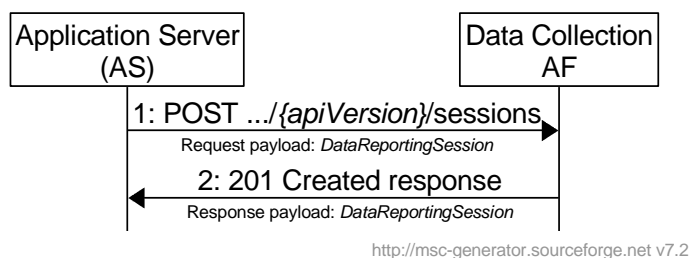 Application Server
(AS)
Data Collection
AF
1: POST .../{apiVersion}/sessions
Request payload: DataReportingSession
2: 201 Created response
Response payload: DataReportingSession
http://msc-generator.sourceforge.net v7.2